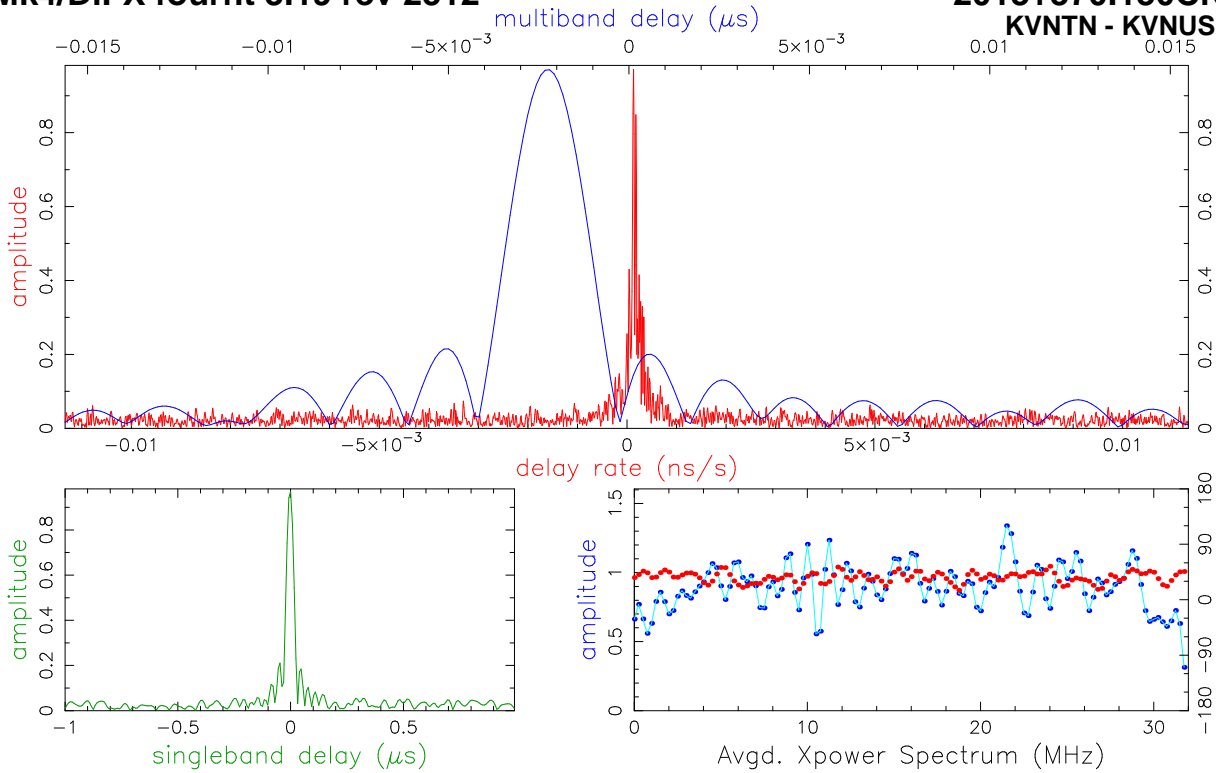 multiband delay (μs)
KVNTN - KVNUS
−0.015 −0.01 −5×10⁻³ 0 5×10⁻³ 0.01 0.015
amplitude
0 0.2 0.4 0.6 0.8
0 0.2 0.4 0.6 0.8
−0.01 −5×10⁻³ 0 5×10⁻³ 0.01
delay rate (ns/s)
amplitude
0 0.2 0.4 0.6 0.8
−1 −0.5 0 0.5
singleband delay (μs)
amplitude
0 0.5 1 1.5
−180 −90 0 90 180
0 10 20 30
Avgd. Xpower Spectrum (MHz)